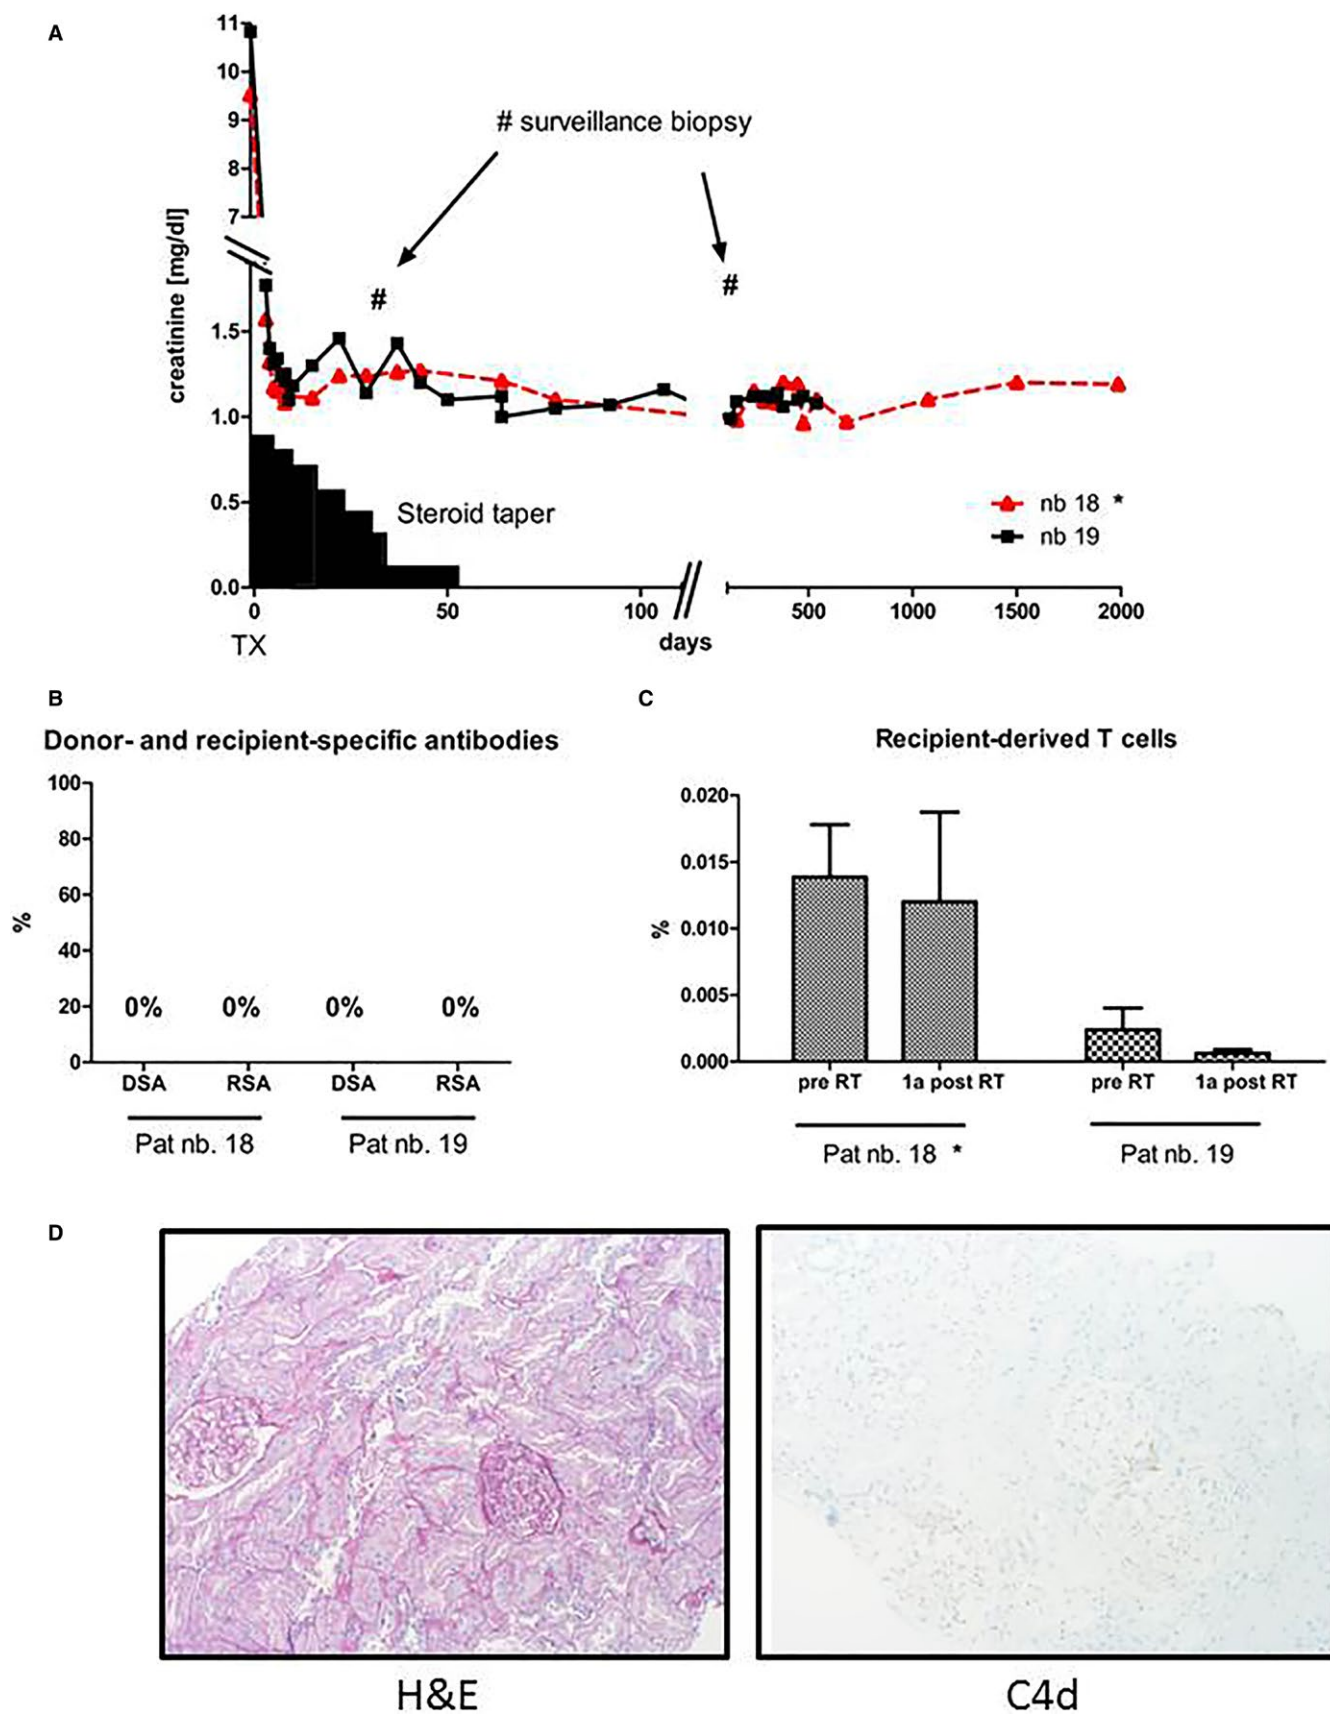 A
11
10
9
8
7
1.5
1.0
0.5
0.0
creatinine [mg/dl]
# surveillance biopsy
#
#
Steroid taper
nb 18 *
nb 19
0
50
100
500
1000
1500
2000
TX
days
B
Donor- and recipient-specific antibodies
100
80
60
40
20
0
%
0%
0%
0%
0%
DSA
RSA
DSA
RSA
Pat nb. 18
Pat nb. 19
C
Recipient-derived T cells
0.020
0.015
0.010
0.005
0.000
%
pre RT
1a post RT
pre RT
1a post RT
Pat nb. 18 *
Pat nb. 19
D
H&E
C4d